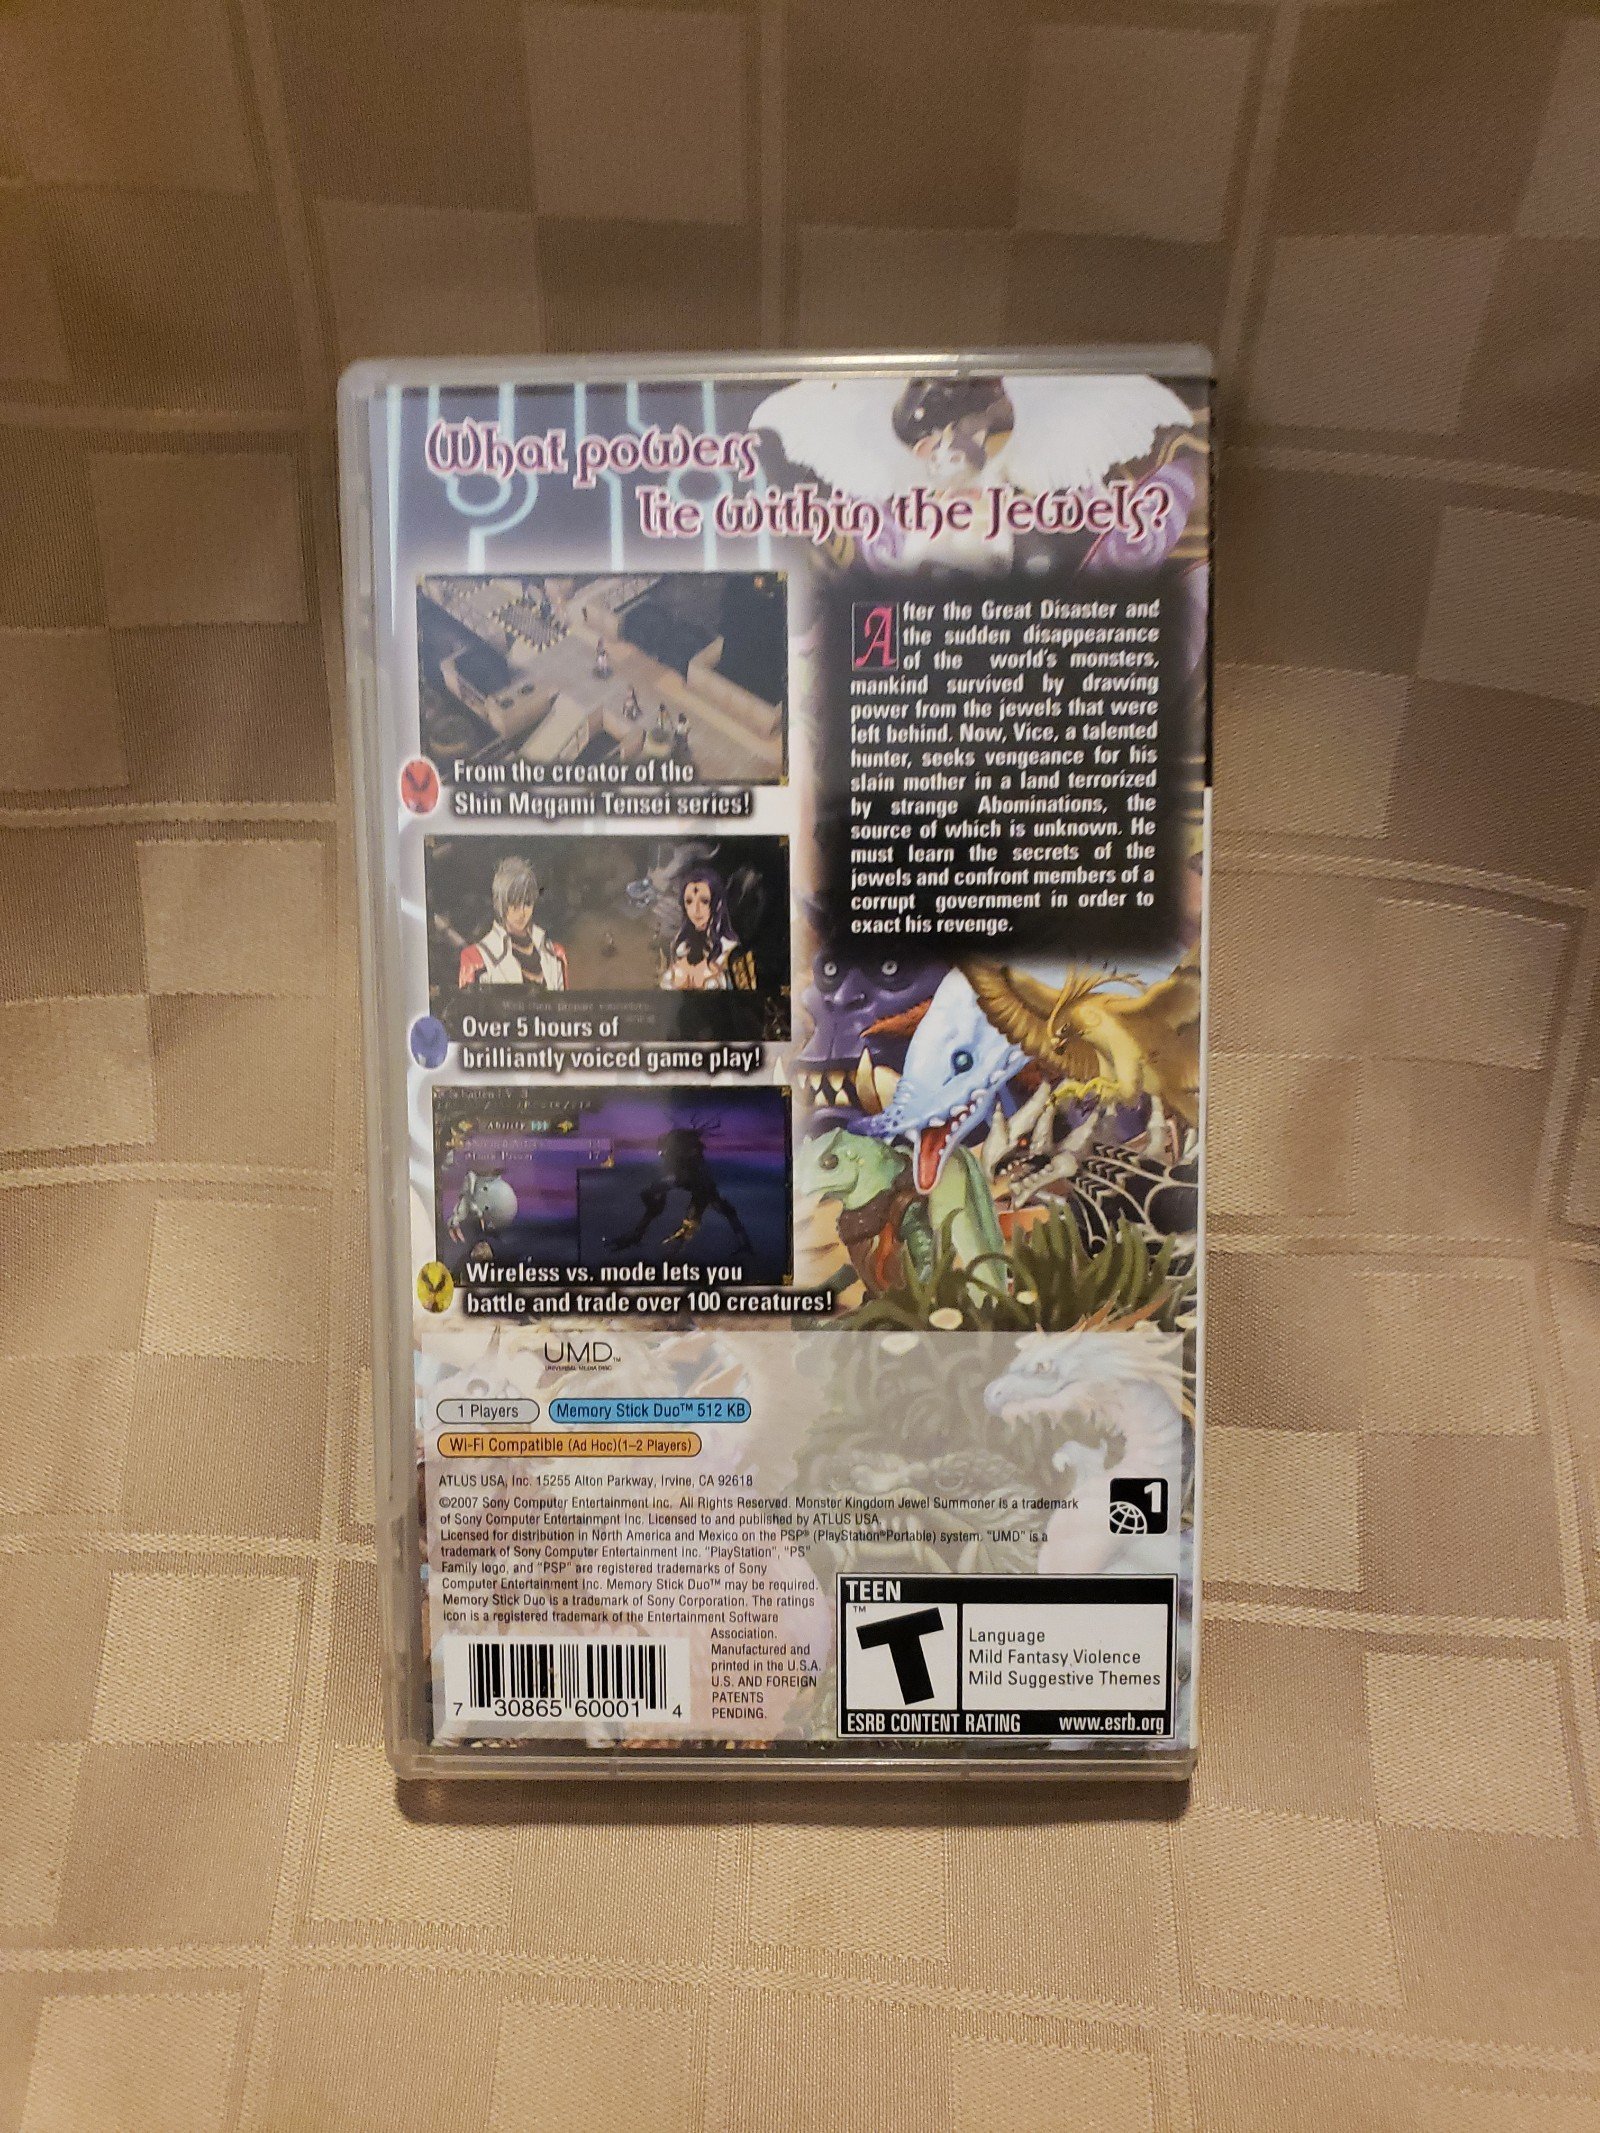 What powers
lie within the Jewels?
After the Great Disaster and
the sudden disappearance
of the world's monsters,
mankind survived by drawing
power from the jewels that were
left behind. Now, Vice, a talented
hunter, seeks vengeance for his
slain mother in a land terrorized
by strange Abominations, the
source of which is unknown. He
must learn the secrets of the
jewels and confront members of a
corrupt government in order to
exact his revenge.
From the creator of the
Shin Megami Tensei series!
Over 5 hours of
brilliantly voiced game play!
Ability
Wireless vs. mode lets you
battle and trade over 100 creatures!
UMD™
UNIVERSAL MEDIA DISC
1 Players
Memory Stick Duo™ 512 KB
Wi-Fi Compatible (Ad Hoc)(1-2 Players)
ATLUS USA, Inc. 15255 Alton Parkway, Irvine, CA 92618
©2007 Sony Computer Entertainment Inc. All Rights Reserved. Monster Kingdom Jewel Summoner is a trademark
of Sony Computer Entertainment Inc. Licensed to and published by ATLUS USA.
Licensed for distribution in North America and Mexico on the PSP® (PlayStation®Portable) system. "UMD" is a
trademark of Sony Computer Entertainment Inc. "PlayStation", "PS"
Family logo, and "PSP" are registered trademarks of Sony
Computer Entertainment Inc. Memory Stick Duo™ may be required.
Memory Stick Duo is a trademark of Sony Corporation. The ratings
icon is a registered trademark of the Entertainment Software
Association.
Manufactured and
printed in the U.S.A.
U.S. AND FOREIGN
PATENTS
PENDING.
7 30865 60001 4
1
TEEN
™
T
Language
Mild Fantasy Violence
Mild Suggestive Themes
ESRB CONTENT RATING www.esrb.org